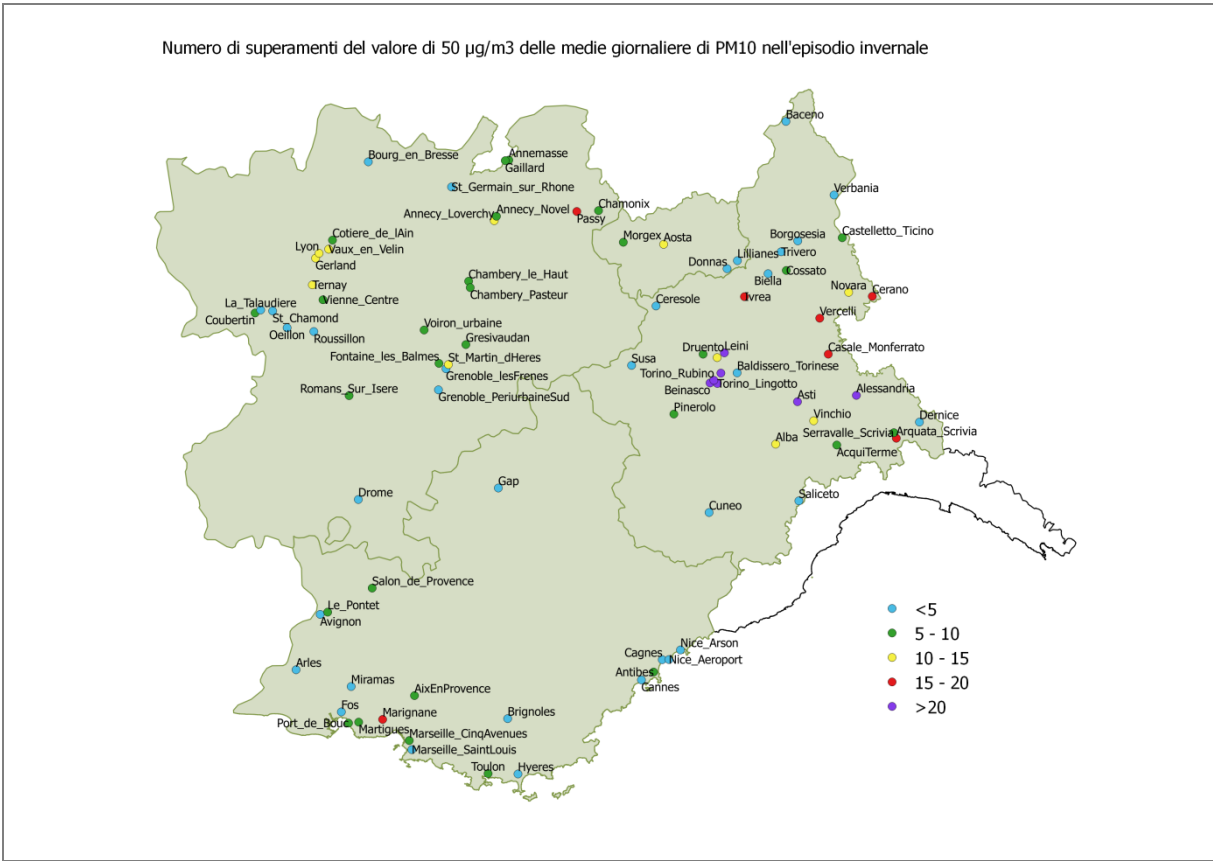 Numero di superamenti del valore di 50 µg/m3 delle medie giornaliere di PM10 nell'episodio invernale
Baceno
Bourg_en_Bresse
Annemasse
Gaillard
St_Germain_sur_Rhone
Verbania
Annecy_Loverchy
Annecy_Novel
Passy
Chamonix
Cotiere_de_lAin
Lyon
Vaux_en_Velin
Gerland
Morgex
Aosta
Borgosesia
Castelletto_Ticino
Lillianes
Trivero
Donnas
Biella
Cossato
Chambery_le_Haut
Chambery_Pasteur
Ternay
Vienne_Centre
Novara
Cerano
Ivrea
Ceresole
La_Talaudiere
St_Chamond
Coubertin
Oeillon
Roussillon
Vercelli
Voiron_urbaine
Gresivaudan
Fontaine_les_Balmes
St_Martin_dHeres
Grenoble_lesFrenes
Grenoble_PeriurbaineSud
Romans_Sur_Isere
Druento
Leini
Casale_Monferrato
Susa
Torino_Rubino
Baldissero_Torinese
Beinasco
Torino_Lingotto
Asti
Alessandria
Pinerolo
Vinchio
Dernice
Alba
Serravalle_Scrivia
Arquata_Scrivia
AcquiTerme
Drome
Gap
Cuneo
Saliceto
Salon_de_Provence
Le_Pontet
Avignon
Arles
Miramas
Fos
AixEnProvence
Port_de_Bouc
Martigues
Marignane
Brignoles
Marseille_CinqAvenues
Marseille_SaintLouis
Toulon
Hyeres
Nice_Arson
Cagnes
Nice_Aeroport
Antibes
Cannes
<5
5 - 10
10 - 15
15 - 20
>20